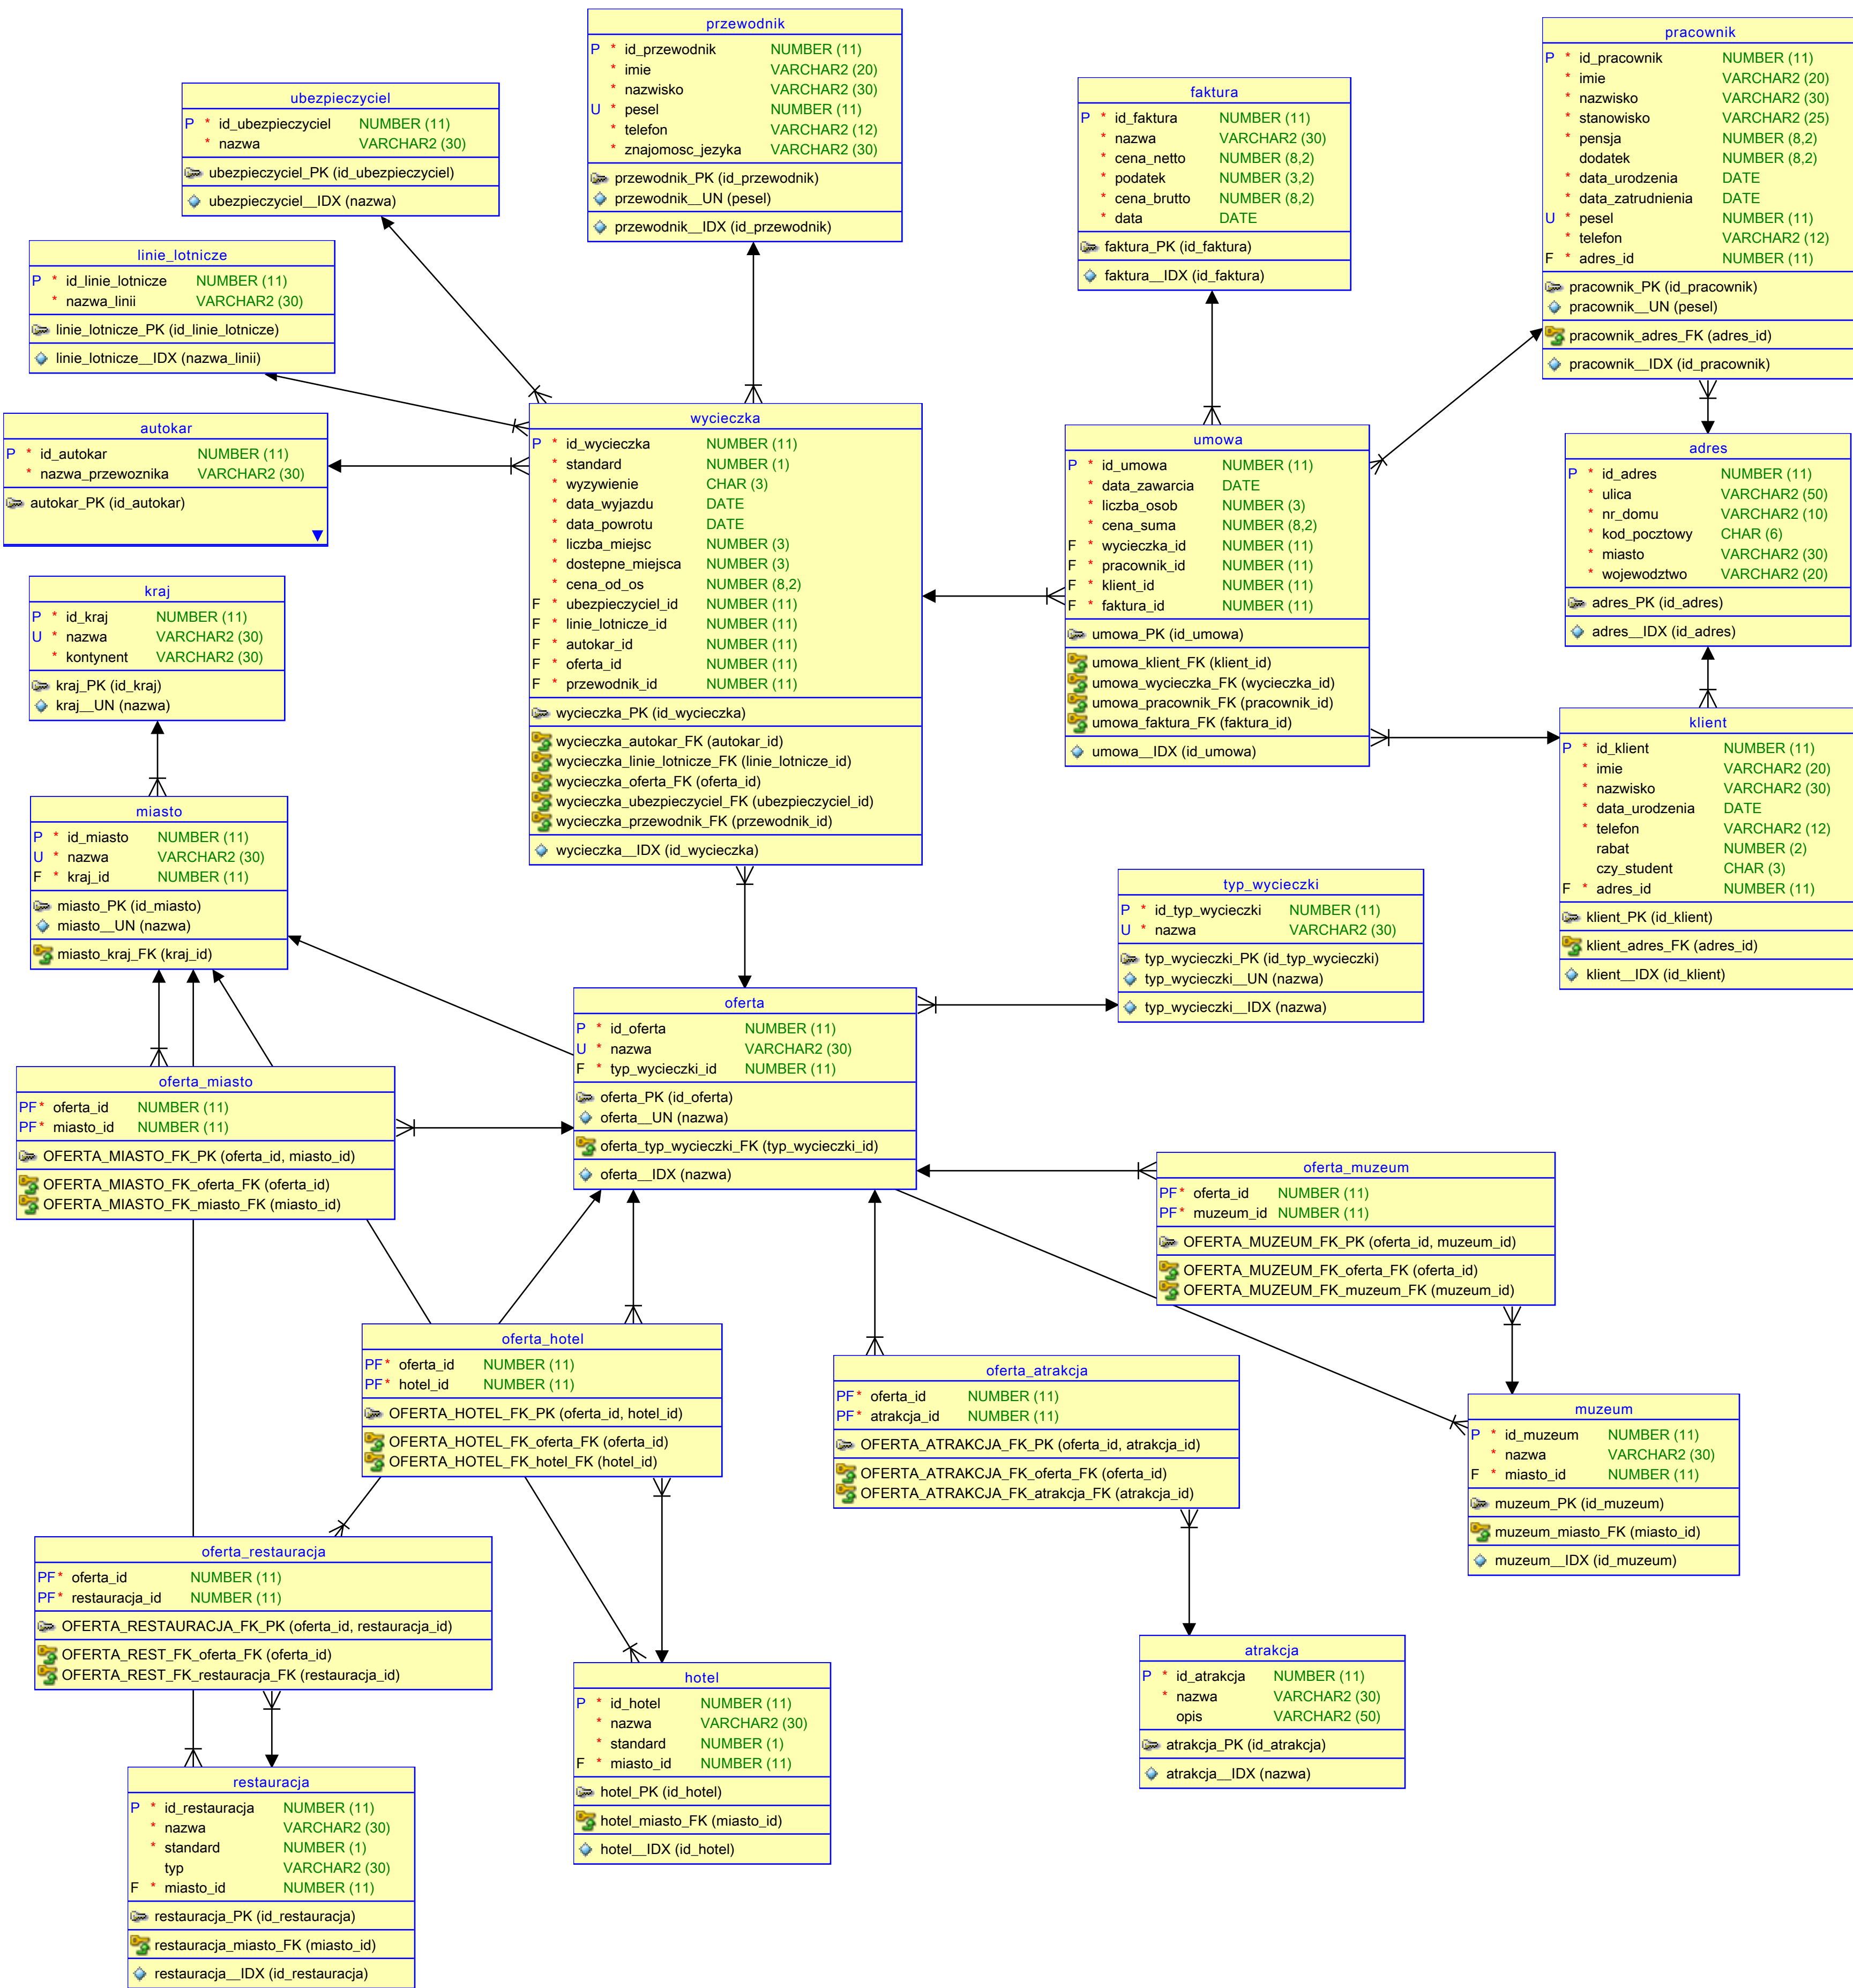 przewodnik
P * id_przewodnik NUMBER (11)
* imie VARCHAR2 (20)
* nazwisko VARCHAR2 (30)
U * pesel NUMBER (11)
* telefon VARCHAR2 (12)
* znajomosc_jezyka VARCHAR2 (30)
przewodnik_PK (id_przewodnik)
przewodnik__UN (pesel)
przewodnik__IDX (id_przewodnik)
pracownik
P * id_pracownik NUMBER (11)
* imie VARCHAR2 (20)
* nazwisko VARCHAR2 (30)
* stanowisko VARCHAR2 (25)
* pensja NUMBER (8,2)
dodatek NUMBER (8,2)
* data_urodzenia DATE
* data_zatrudnienia DATE
U * pesel NUMBER (11)
* telefon VARCHAR2 (12)
F * adres_id NUMBER (11)
pracownik_PK (id_pracownik)
pracownik__UN (pesel)
pracownik_adres_FK (adres_id)
pracownik__IDX (id_pracownik)
ubezpieczyciel
P * id_ubezpieczyciel NUMBER (11)
* nazwa VARCHAR2 (30)
ubezpieczyciel_PK (id_ubezpieczyciel)
ubezpieczyciel__IDX (nazwa)
faktura
P * id_faktura NUMBER (11)
* nazwa VARCHAR2 (30)
* cena_netto NUMBER (8,2)
* podatek NUMBER (3,2)
* cena_brutto NUMBER (8,2)
* data DATE
faktura_PK (id_faktura)
faktura__IDX (id_faktura)
linie_lotnicze
P * id_linie_lotnicze NUMBER (11)
* nazwa_linii VARCHAR2 (30)
linie_lotnicze_PK (id_linie_lotnicze)
linie_lotnicze__IDX (nazwa_linii)
autokar
P * id_autokar NUMBER (11)
* nazwa_przewoznika VARCHAR2 (30)
autokar_PK (id_autokar)
wycieczka
P * id_wycieczka NUMBER (11)
* standard NUMBER (1)
* wyzywienie CHAR (3)
* data_wyjazdu DATE
* data_powrotu DATE
* liczba_miejsc NUMBER (3)
* dostepne_miejsca NUMBER (3)
* cena_od_os NUMBER (8,2)
F * ubezpieczyciel_id NUMBER (11)
F * linie_lotnicze_id NUMBER (11)
F * autokar_id NUMBER (11)
F * oferta_id NUMBER (11)
F * przewodnik_id NUMBER (11)
wycieczka_PK (id_wycieczka)
wycieczka_autokar_FK (autokar_id)
wycieczka_linie_lotnicze_FK (linie_lotnicze_id)
wycieczka_oferta_FK (oferta_id)
wycieczka_ubezpieczyciel_FK (ubezpieczyciel_id)
wycieczka_przewodnik_FK (przewodnik_id)
wycieczka__IDX (id_wycieczka)
umowa
P * id_umowa NUMBER (11)
* data_zawarcia DATE
* liczba_osob NUMBER (3)
* cena_suma NUMBER (8,2)
F * wycieczka_id NUMBER (11)
F * pracownik_id NUMBER (11)
F * klient_id NUMBER (11)
F * faktura_id NUMBER (11)
umowa_PK (id_umowa)
umowa_klient_FK (klient_id)
umowa_wycieczka_FK (wycieczka_id)
umowa_pracownik_FK (pracownik_id)
umowa_faktura_FK (faktura_id)
umowa__IDX (id_umowa)
adres
P * id_adres NUMBER (11)
* ulica VARCHAR2 (50)
* nr_domu VARCHAR2 (10)
* kod_pocztowy CHAR (6)
* miasto VARCHAR2 (30)
* wojewodztwo VARCHAR2 (20)
adres_PK (id_adres)
adres__IDX (id_adres)
kraj
P * id_kraj NUMBER (11)
U * nazwa VARCHAR2 (30)
* kontynent VARCHAR2 (30)
kraj_PK (id_kraj)
kraj__UN (nazwa)
klient
P * id_klient NUMBER (11)
* imie VARCHAR2 (20)
* nazwisko VARCHAR2 (30)
* data_urodzenia DATE
* telefon VARCHAR2 (12)
rabat NUMBER (2)
czy_student CHAR (3)
F * adres_id NUMBER (11)
klient_PK (id_klient)
klient_adres_FK (adres_id)
klient__IDX (id_klient)
miasto
P * id_miasto NUMBER (11)
U * nazwa VARCHAR2 (30)
F * kraj_id NUMBER (11)
miasto_PK (id_miasto)
miasto__UN (nazwa)
miasto_kraj_FK (kraj_id)
typ_wycieczki
P * id_typ_wycieczki NUMBER (11)
U * nazwa VARCHAR2 (30)
typ_wycieczki_PK (id_typ_wycieczki)
typ_wycieczki__UN (nazwa)
typ_wycieczki__IDX (nazwa)
oferta
P * id_oferta NUMBER (11)
U * nazwa VARCHAR2 (30)
F * typ_wycieczki_id NUMBER (11)
oferta_PK (id_oferta)
oferta__UN (nazwa)
oferta_typ_wycieczki_FK (typ_wycieczki_id)
oferta__IDX (nazwa)
oferta_miasto
PF* oferta_id NUMBER (11)
PF* miasto_id NUMBER (11)
OFERTA_MIASTO_FK_PK (oferta_id, miasto_id)
OFERTA_MIASTO_FK_oferta_FK (oferta_id)
OFERTA_MIASTO_FK_miasto_FK (miasto_id)
oferta_muzeum
PF* oferta_id NUMBER (11)
PF* muzeum_id NUMBER (11)
OFERTA_MUZEUM_FK_PK (oferta_id, muzeum_id)
OFERTA_MUZEUM_FK_oferta_FK (oferta_id)
OFERTA_MUZEUM_FK_muzeum_FK (muzeum_id)
oferta_hotel
PF* oferta_id NUMBER (11)
PF* hotel_id NUMBER (11)
OFERTA_HOTEL_FK_PK (oferta_id, hotel_id)
OFERTA_HOTEL_FK_oferta_FK (oferta_id)
OFERTA_HOTEL_FK_hotel_FK (hotel_id)
oferta_atrakcja
PF* oferta_id NUMBER (11)
PF* atrakcja_id NUMBER (11)
OFERTA_ATRAKCJA_FK_PK (oferta_id, atrakcja_id)
OFERTA_ATRAKCJA_FK_oferta_FK (oferta_id)
OFERTA_ATRAKCJA_FK_atrakcja_FK (atrakcja_id)
muzeum
P * id_muzeum NUMBER (11)
* nazwa VARCHAR2 (30)
F * miasto_id NUMBER (11)
muzeum_PK (id_muzeum)
muzeum_miasto_FK (miasto_id)
muzeum__IDX (id_muzeum)
oferta_restauracja
PF* oferta_id NUMBER (11)
PF* restauracja_id NUMBER (11)
OFERTA_RESTAURACJA_FK_PK (oferta_id, restauracja_id)
OFERTA_REST_FK_oferta_FK (oferta_id)
OFERTA_REST_FK_restauracja_FK (restauracja_id)
hotel
P * id_hotel NUMBER (11)
* nazwa VARCHAR2 (30)
* standard NUMBER (1)
F * miasto_id NUMBER (11)
hotel_PK (id_hotel)
hotel_miasto_FK (miasto_id)
hotel__IDX (id_hotel)
atrakcja
P * id_atrakcja NUMBER (11)
* nazwa VARCHAR2 (30)
opis VARCHAR2 (50)
atrakcja_PK (id_atrakcja)
atrakcja__IDX (nazwa)
restauracja
P * id_restauracja NUMBER (11)
* nazwa VARCHAR2 (30)
* standard NUMBER (1)
typ VARCHAR2 (30)
F * miasto_id NUMBER (11)
restauracja_PK (id_restauracja)
restauracja_miasto_FK (miasto_id)
restauracja__IDX (id_restauracja)